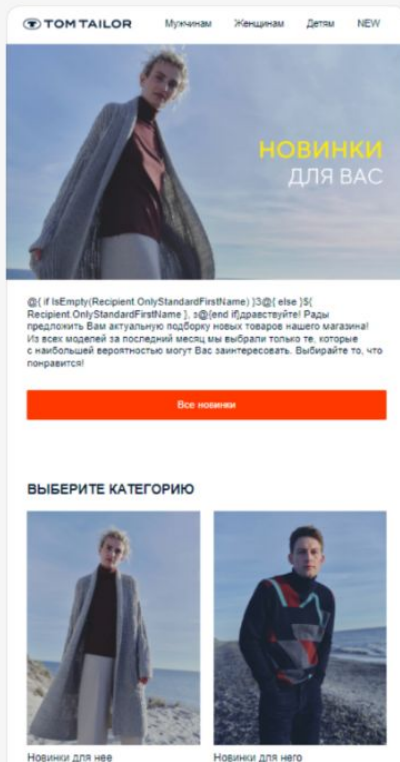 TOM TAILOR
Мужчинам Женщинам Детям NEW
НОВИНКИ
ДЛЯ ВАС
@{ if IsEmpty(Recipient.OnlyStandardFirstName) }З@{ else }${
Recipient.OnlyStandardFirstName }, з@{end if}дравствуйте! Рады
предложить Вам актуальную подборку новых товаров нашего магазина!
Из всех моделей за последний месяц мы выбрали только те, которые
с наибольшей вероятностью могут Вас заинтересовать. Выбирайте то, что
понравится!
Все новинки
ВЫБЕРИТЕ КАТЕГОРИЮ
Новинки для нее Новинки для него